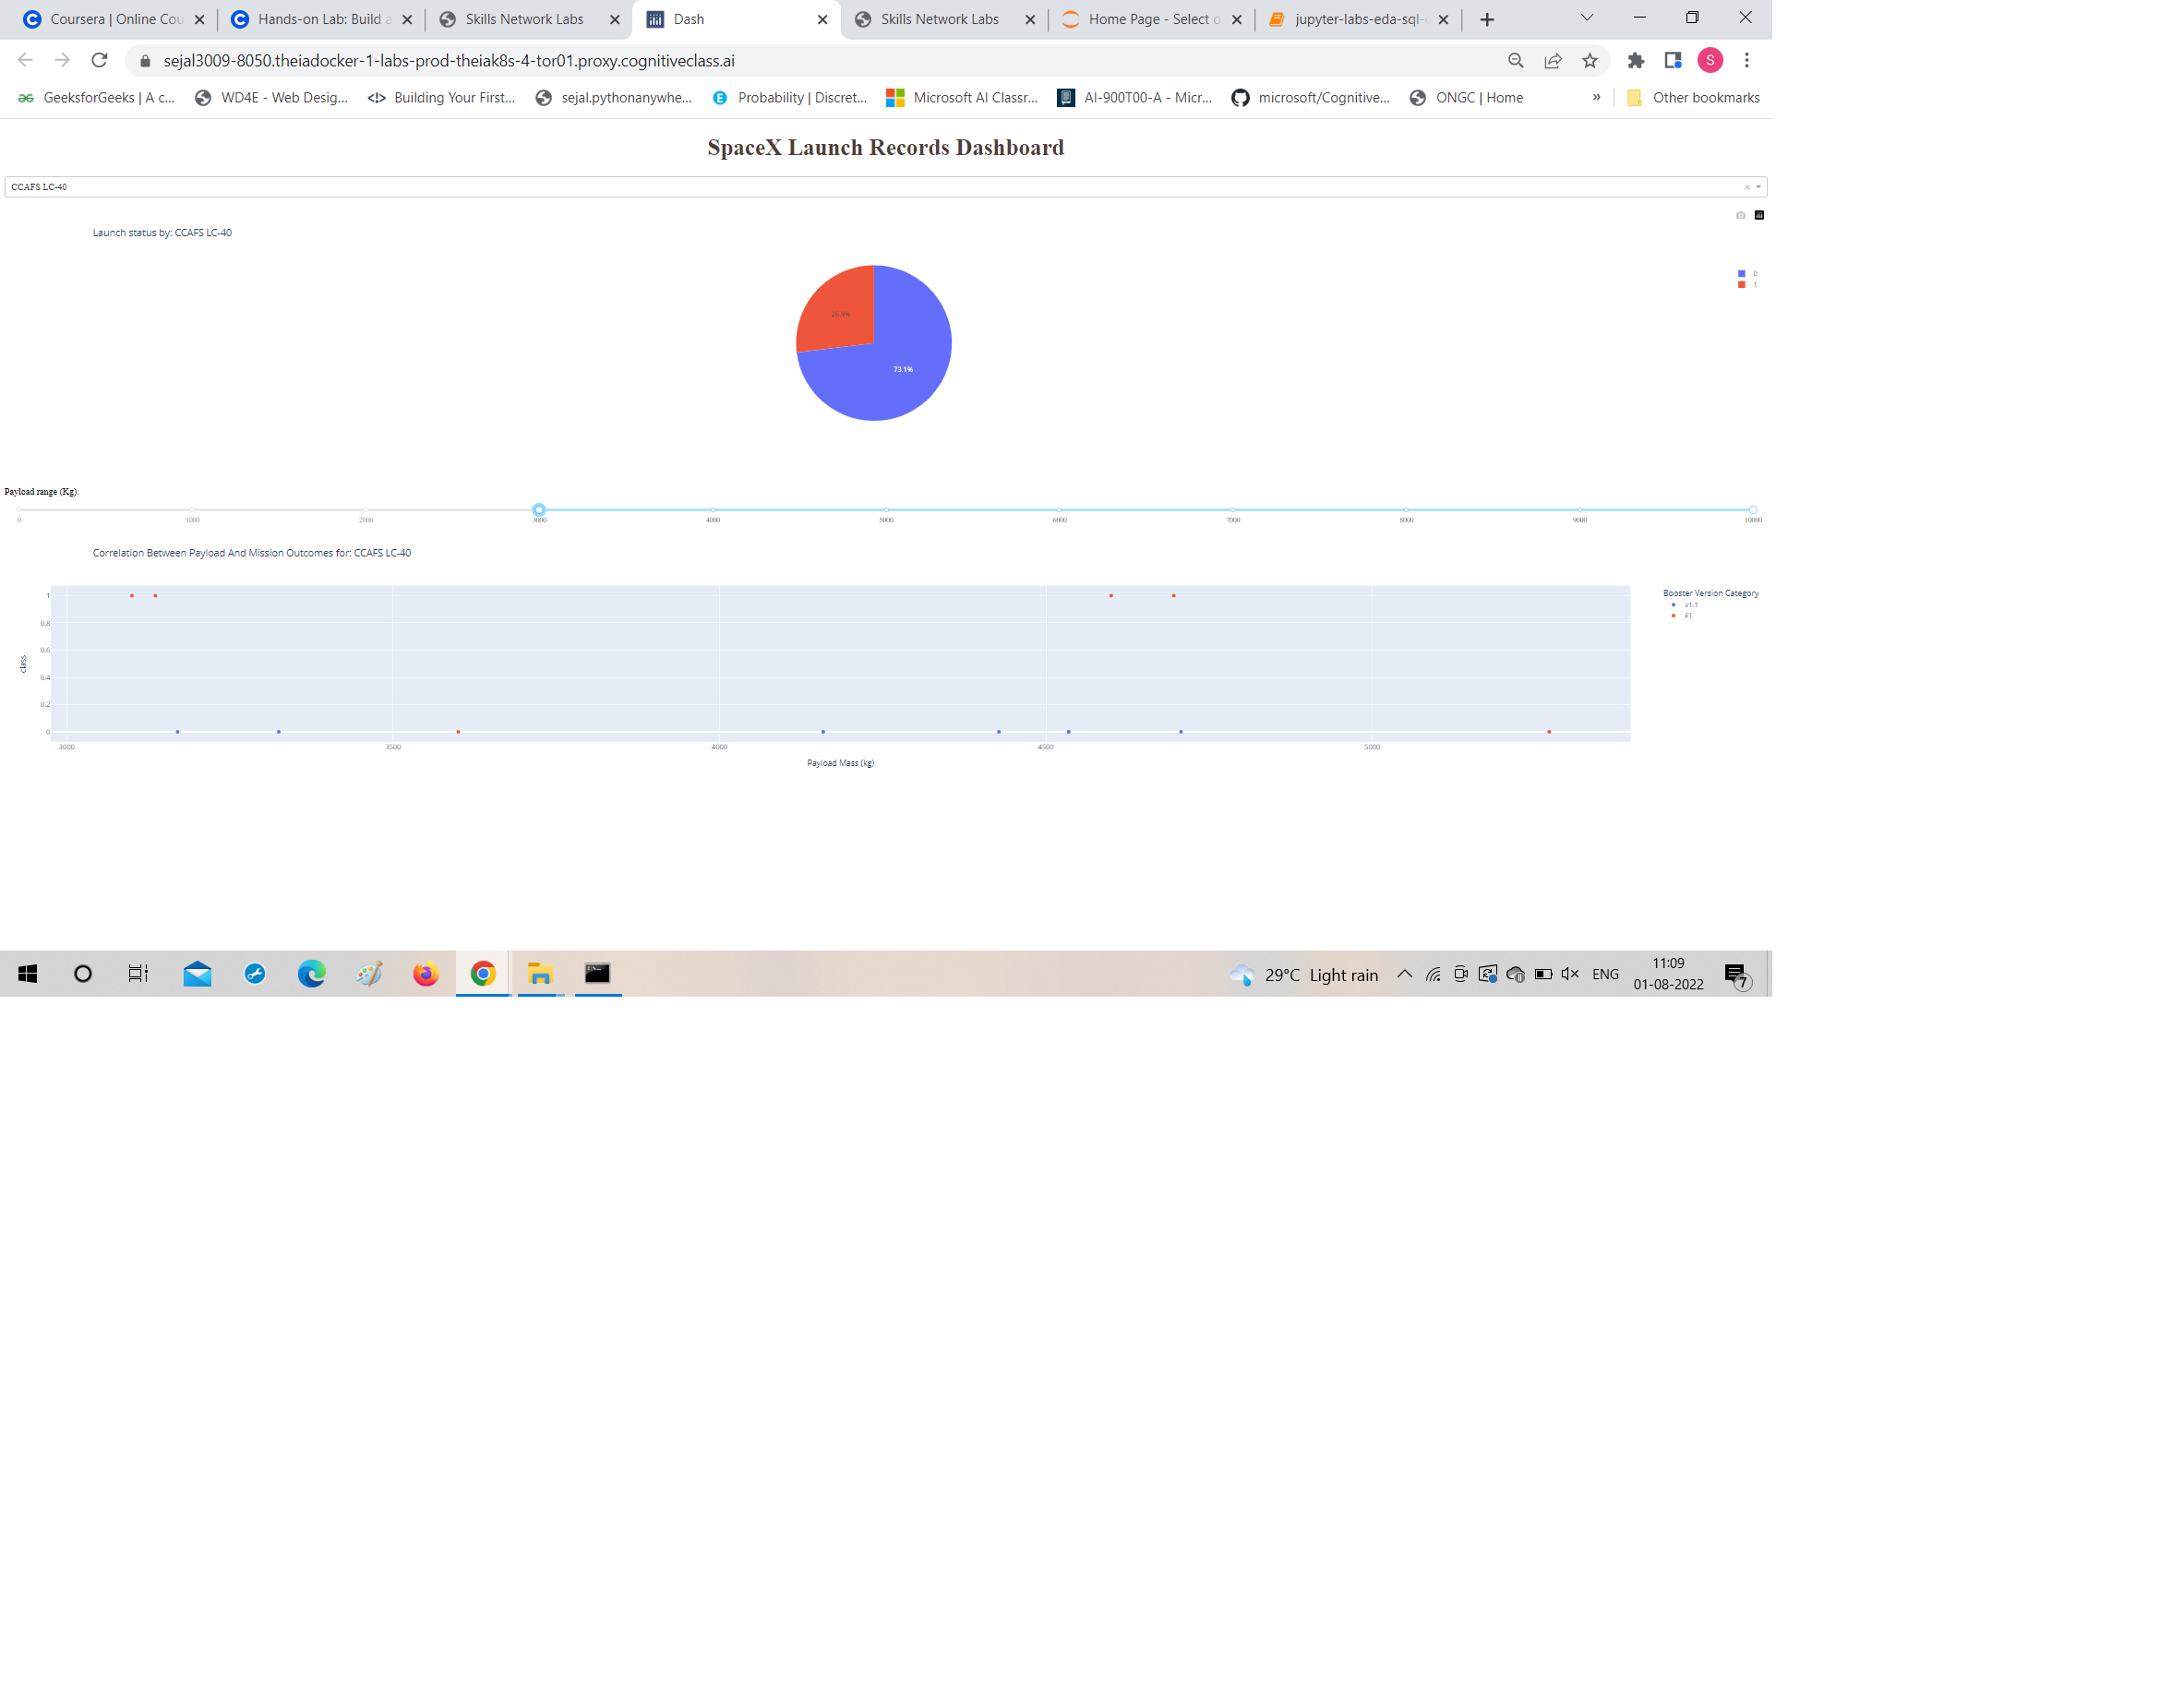 Coursera | Online Cou
Hands-on Lab: Build a
Skills Network Labs
Dash
Skills Network Labs
Home Page - Select o
jupyter-labs-eda-sql-c
sejal3009-8050.theiadocker-1-labs-prod-theiak8s-4-tor01.proxy.cognitiveclass.ai
S
GeeksforGeeks | A c...
WD4E - Web Desig...
Building Your First...
sejal.pythonanywhe...
Probability | Discret...
Microsoft AI Classr...
AI-900T00-A - Micr...
microsoft/Cognitive...
ONGC | Home
»
Other bookmarks
SpaceX Launch Records Dashboard
CCAFS LC-40
Launch status by: CCAFS LC-40
0
1
26.9%
73.1%
Payload range (Kg):
0 1000 2000 3000 4000 5000 6000 7000 8000 9000 10000
Correlation Between Payload And Mission Outcomes for: CCAFS LC-40
Booster Version Category
v1.1
FT
1
0.8
0.6
0.4
0.2
0
class
3000 3500 4000 4500 5000
Payload Mass (kg)
29°C Light rain
ENG
11:09
01-08-2022
7